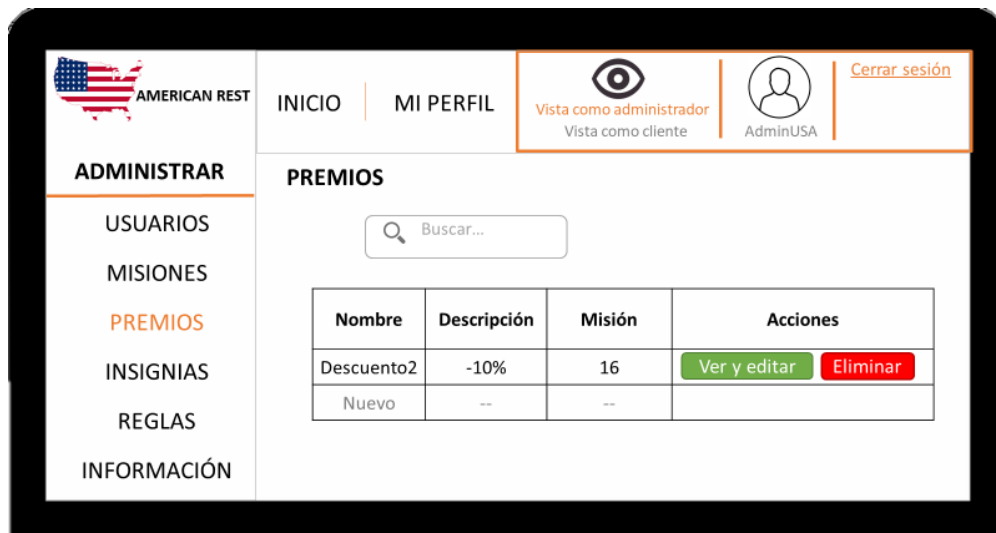 AMERICAN REST
INICIO
MI PERFIL
Vista como administrador
Vista como cliente
AdminUSA
Cerrar sesión
ADMINISTRAR
USUARIOS
MISIONES
PREMIOS
INSIGNIAS
REGLAS
INFORMACIÓN
PREMIOS
Buscar...
Nombre Descripción Misión Acciones
Descuento2 -10% 16 Ver y editar Eliminar
Nuevo -- --